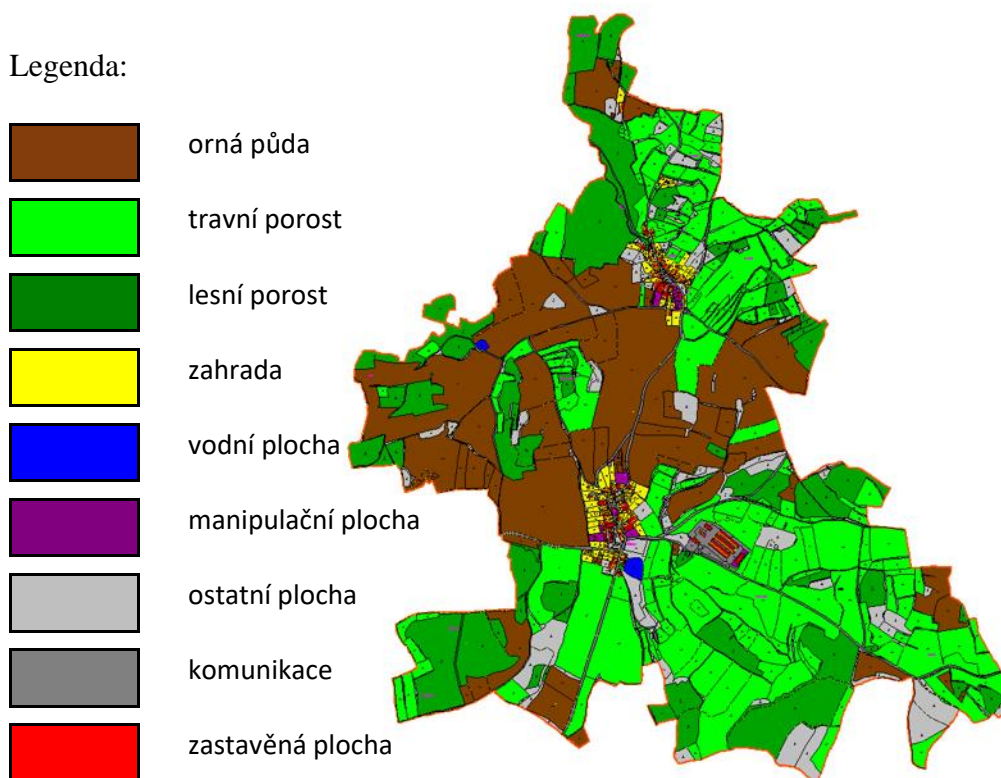 Legenda:
orná půda
travní porost
lesní porost
zahrada
vodní plocha
manipulační plocha
ostatní plocha
komunikace
zastavěná plocha